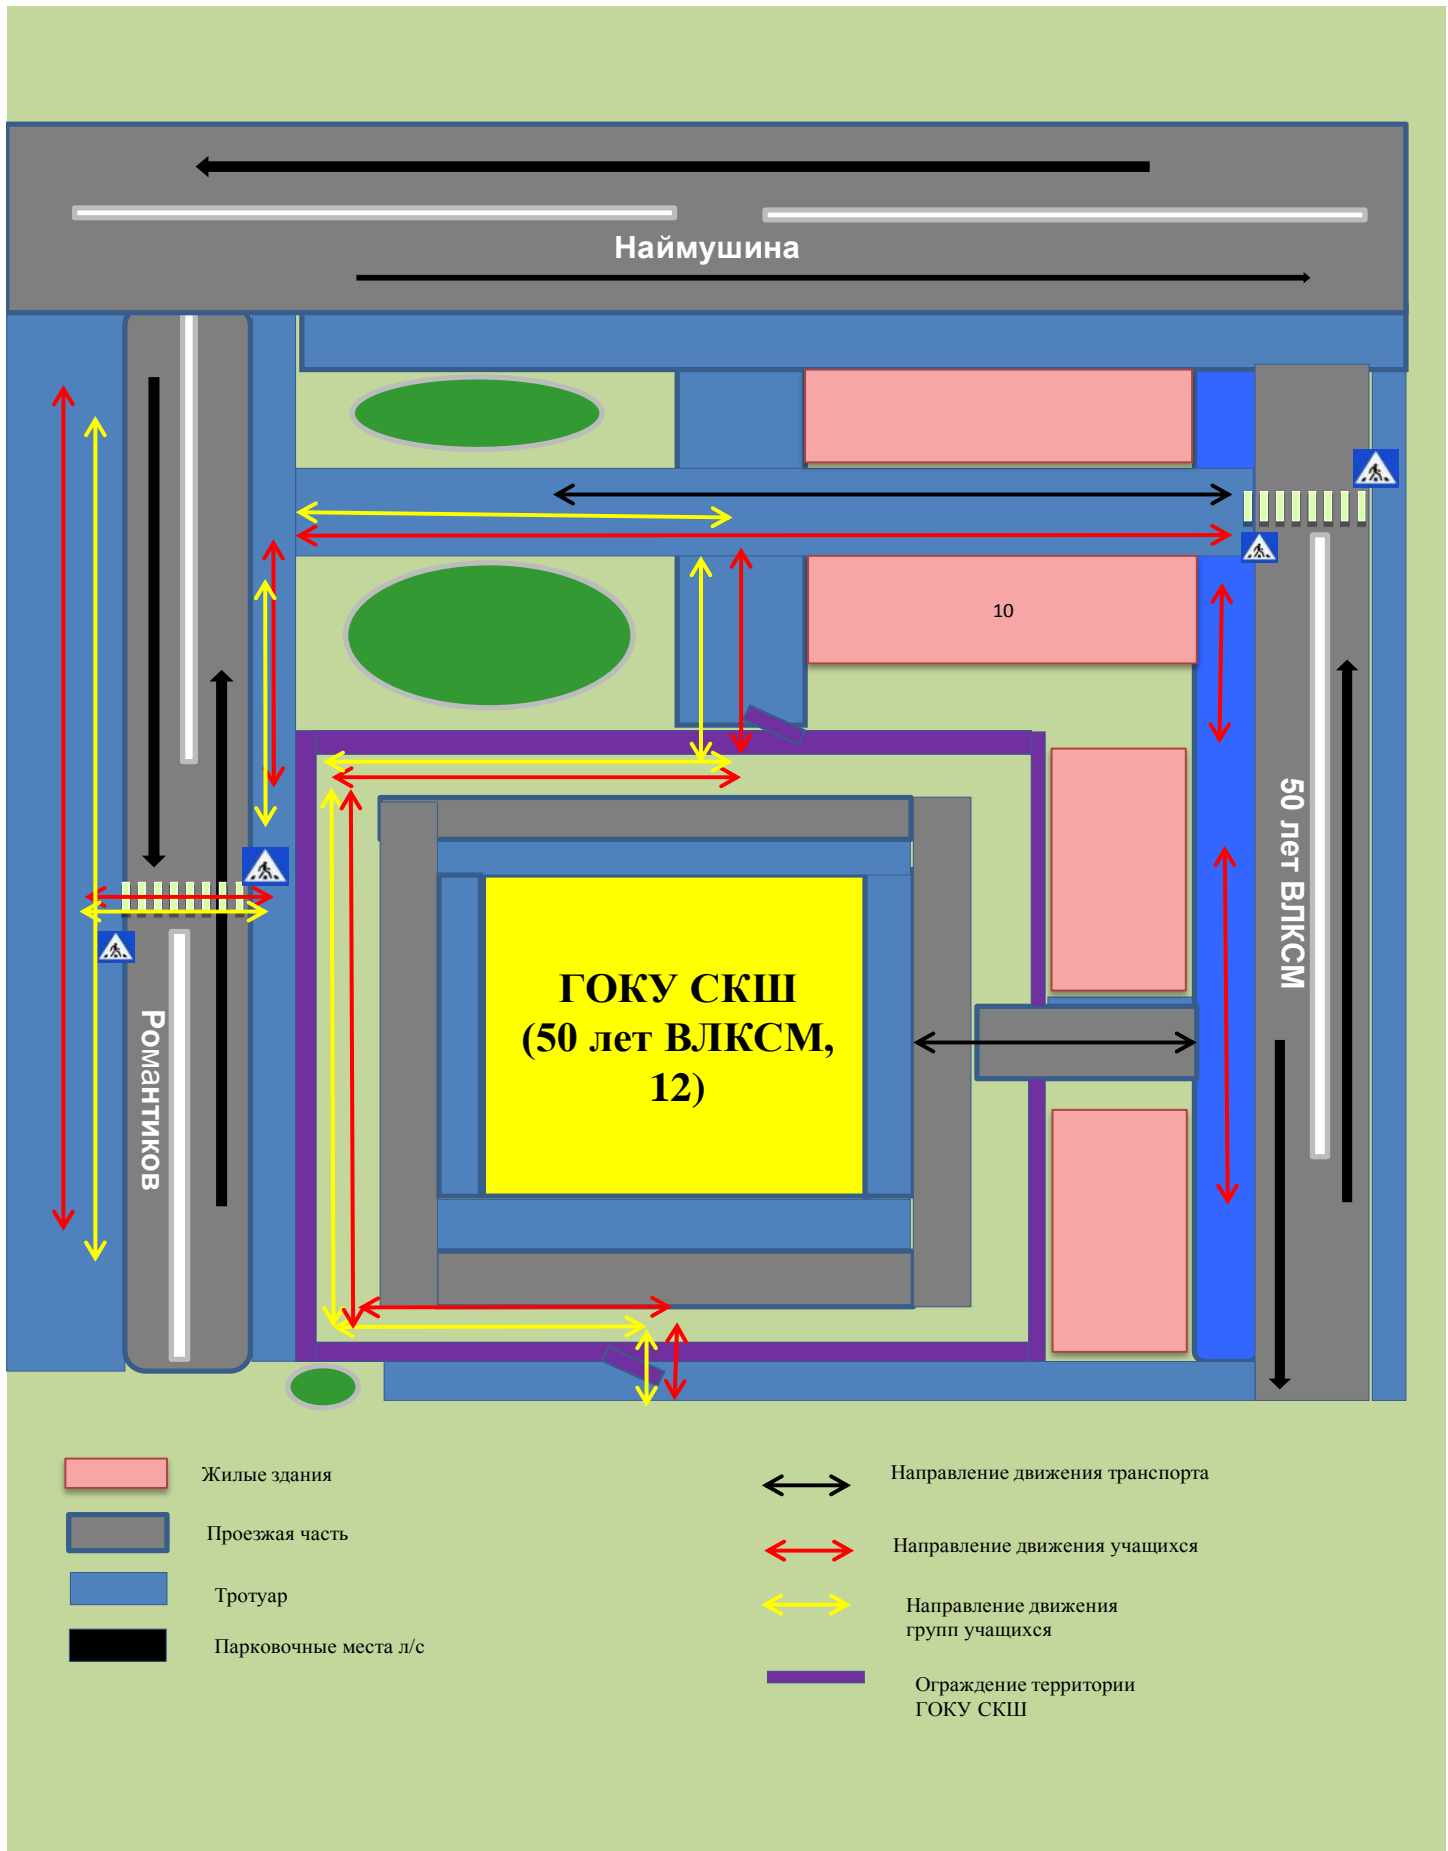 Наймушина
10
50 лет ВЛКСМ
ГОКУ СКШ
(50 лет ВЛКСМ,
12)
Романтиков
Жилые здания
Проезжая часть
Тротуар
Парковочные места л/с
Направление движения транспорта
Направление движения учащихся
Направление движения
групп учащихся
Ограждение территории
ГОКУ СКШ